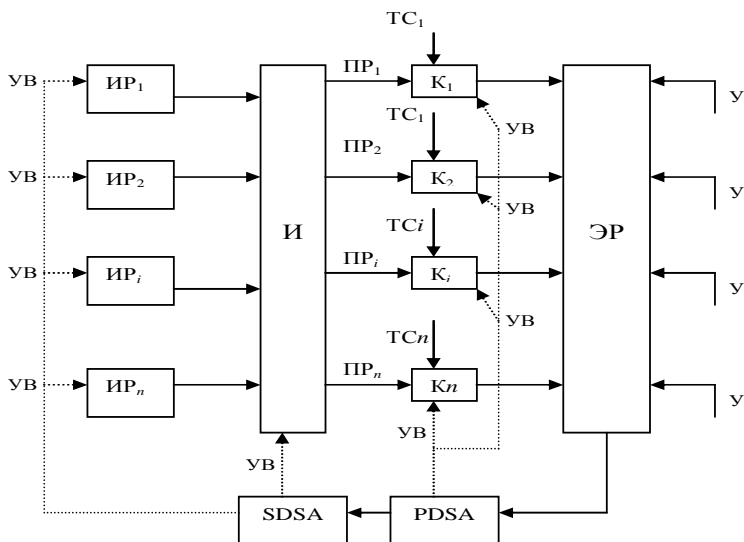 ТС1
УВ ИР1 ПР1 К1 У
ТС1 УВ
УВ ИР2 ПР2 К2 У
И ТСi ЭР
УВ ИРi ПРi Кi У
УВ
ТСn
УВ ИРn ПРn Кn У
УВ
УВ
SDSA PDSA